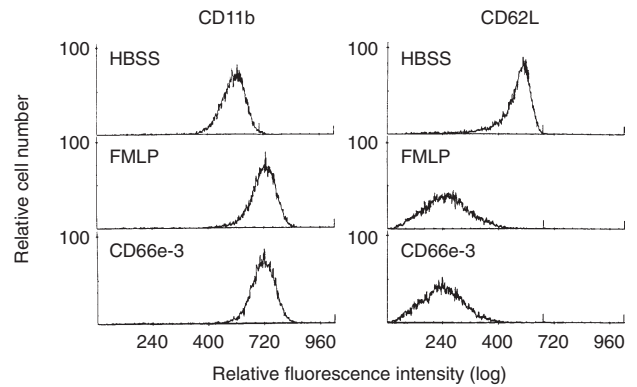 CD11b
CD62L
100
HBSS
100
HBSS
100
FMLP
100
FMLP
100
CD66e-3
100
CD66e-3
240 400 720 960
240 400 720 960
Relative cell number
Relative fluorescence intensity (log)